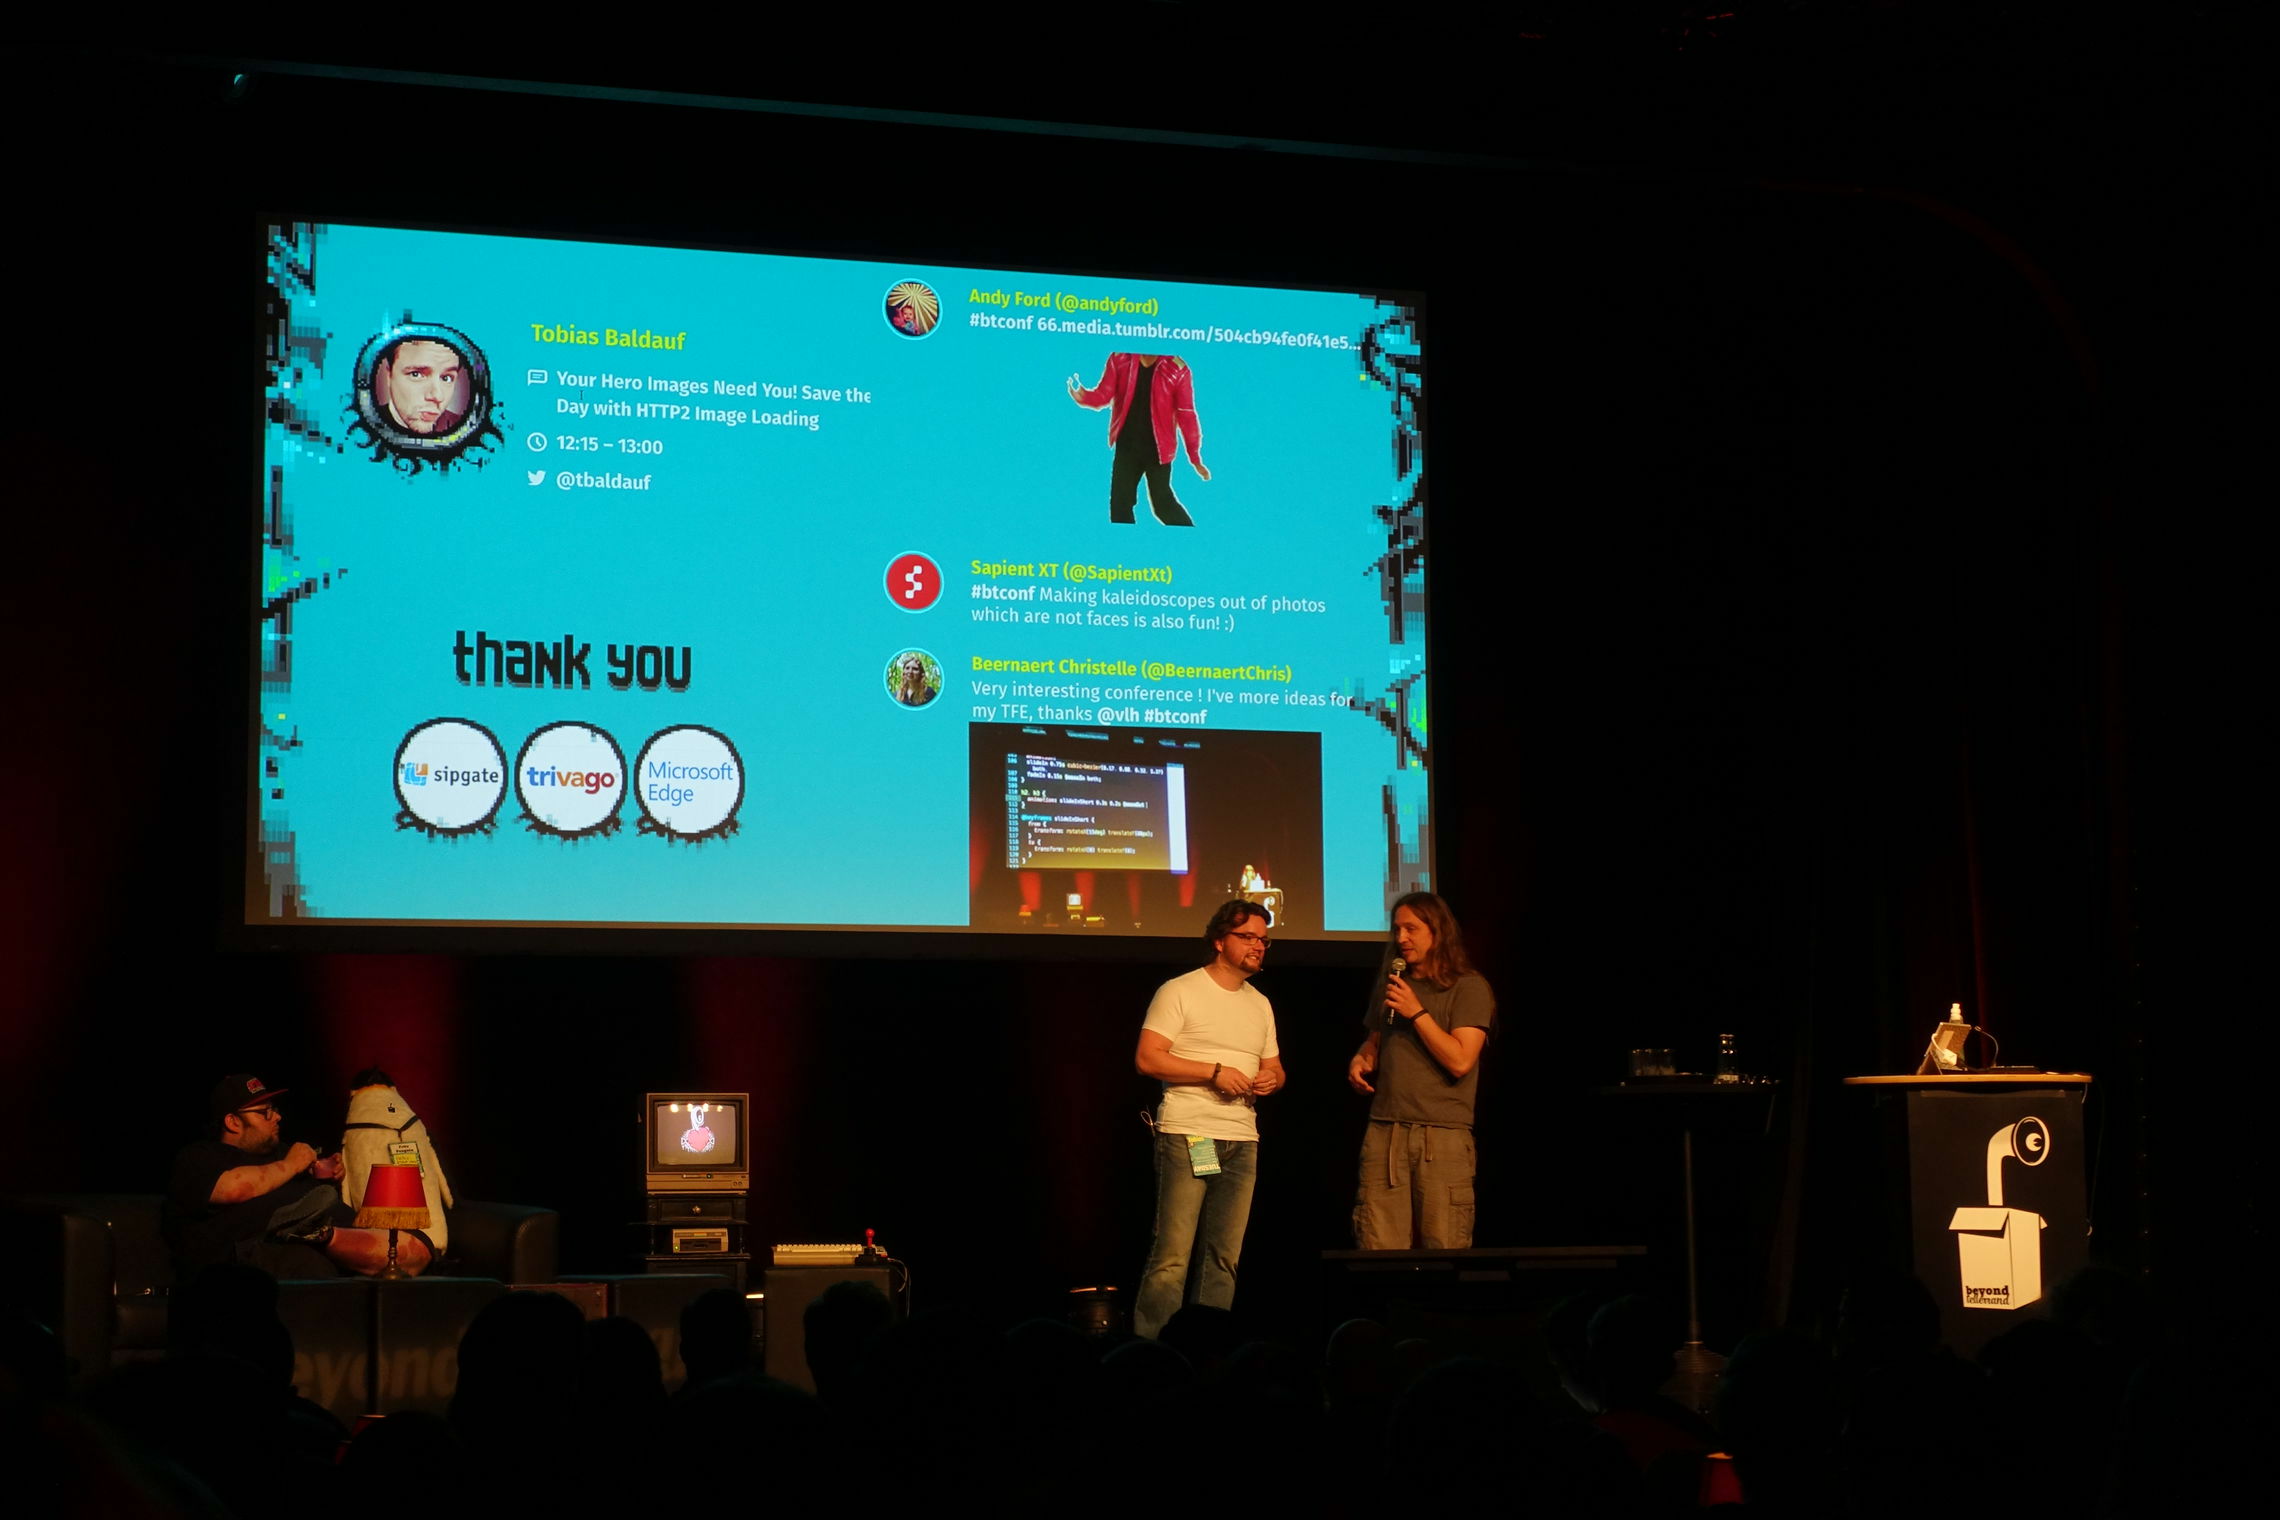 Tobias Baldauf
Your Hero Images Need You! Save the
Day with HTTP2 Image Loading
12:15 – 13:00
@tbaldauf
thank you
sipgate
trivago
Microsoft
Edge
Andy Ford (@andyford)
#btconf 66.media.tumblr.com/504cb94fe0f41e5...
Sapient XT (@SapientXt)
#btconf Making kaleidoscopes out of photos
which are not faces is also fun! :)
Beernaert Christelle (@BeernaertChris)
Very interesting conference ! I've more ideas for
my TFE, thanks @vlh #btconf
TUESDAY
beyond
tellerrand
eyond